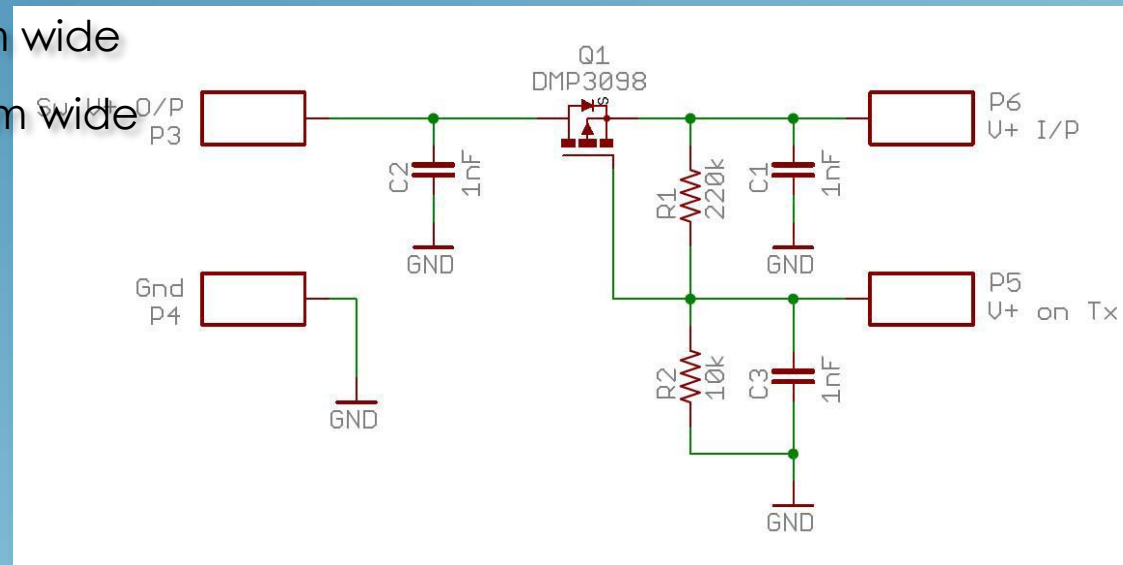 wide
m wide
O/P
P3
Q1
DMP3098
S
P6
V+ I/P
C2
1nF
R1
220k
C1
1nF
GND
GND
Gnd
P4
P5
V+ on Tx
R2
10k
C3
1nF
GND
GND